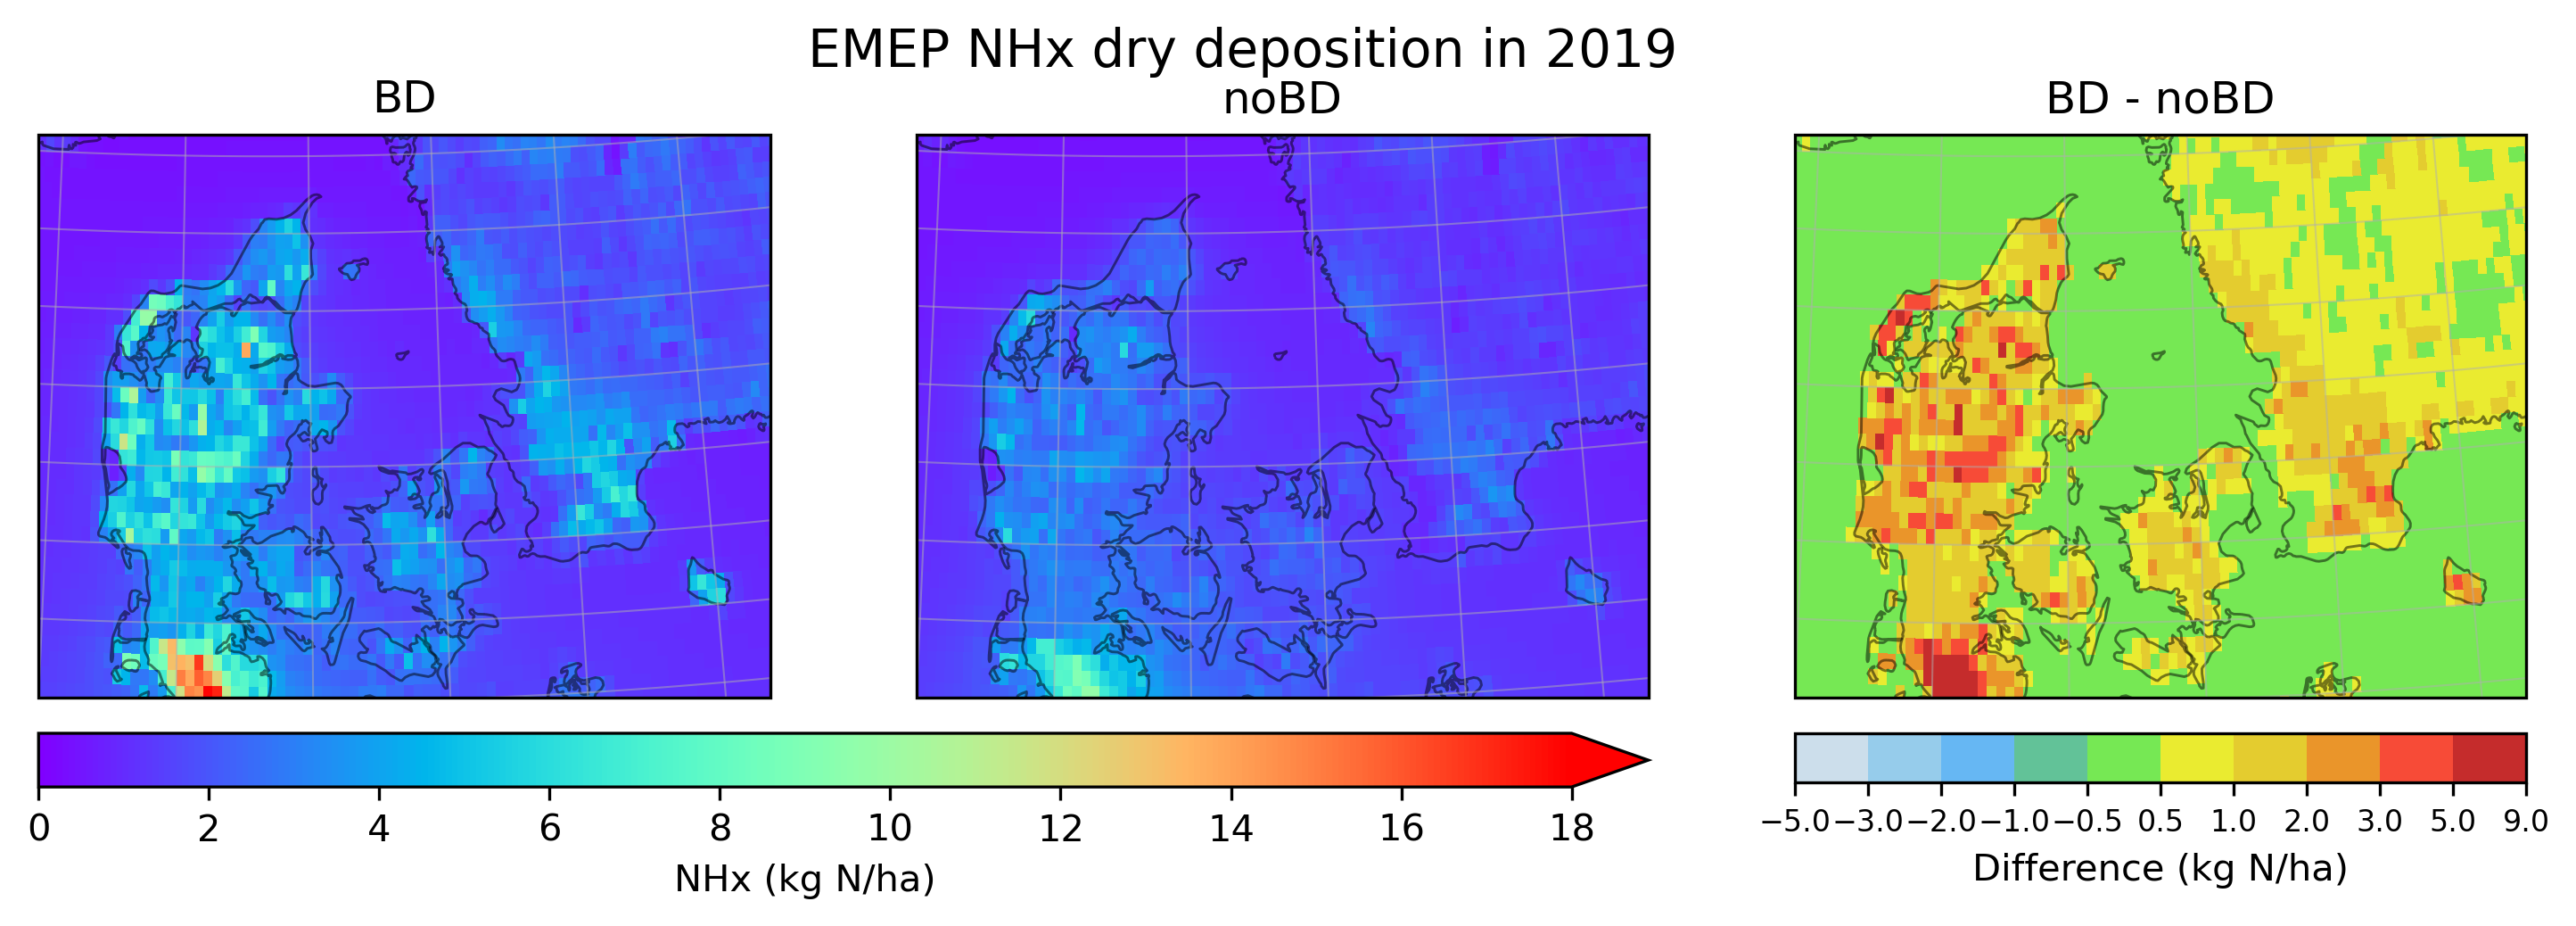 EMEP NHx dry deposition in 2019
BD
noBD
BD - noBD
0 2 4 6 8 10 12 14 16 18
NHx (kg N/ha)
−5.0 −3.0 −2.0 −1.0 −0.5 0.5 1.0 2.0 3.0 5.0 9.0
Difference (kg N/ha)